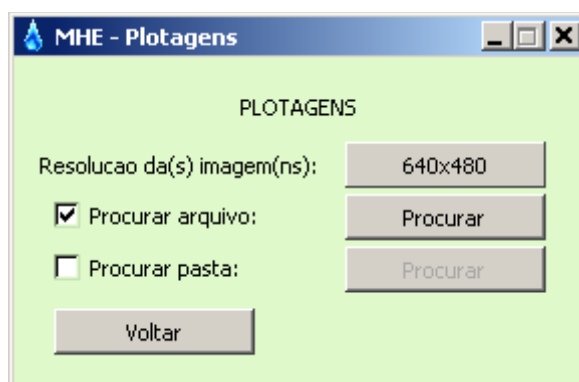 MHE - Plotagens
PLOTAGENS
Resolucao da(s) imagem(ns): 640x480
Procurar arquivo: Procurar
Procurar pasta: Procurar
Voltar